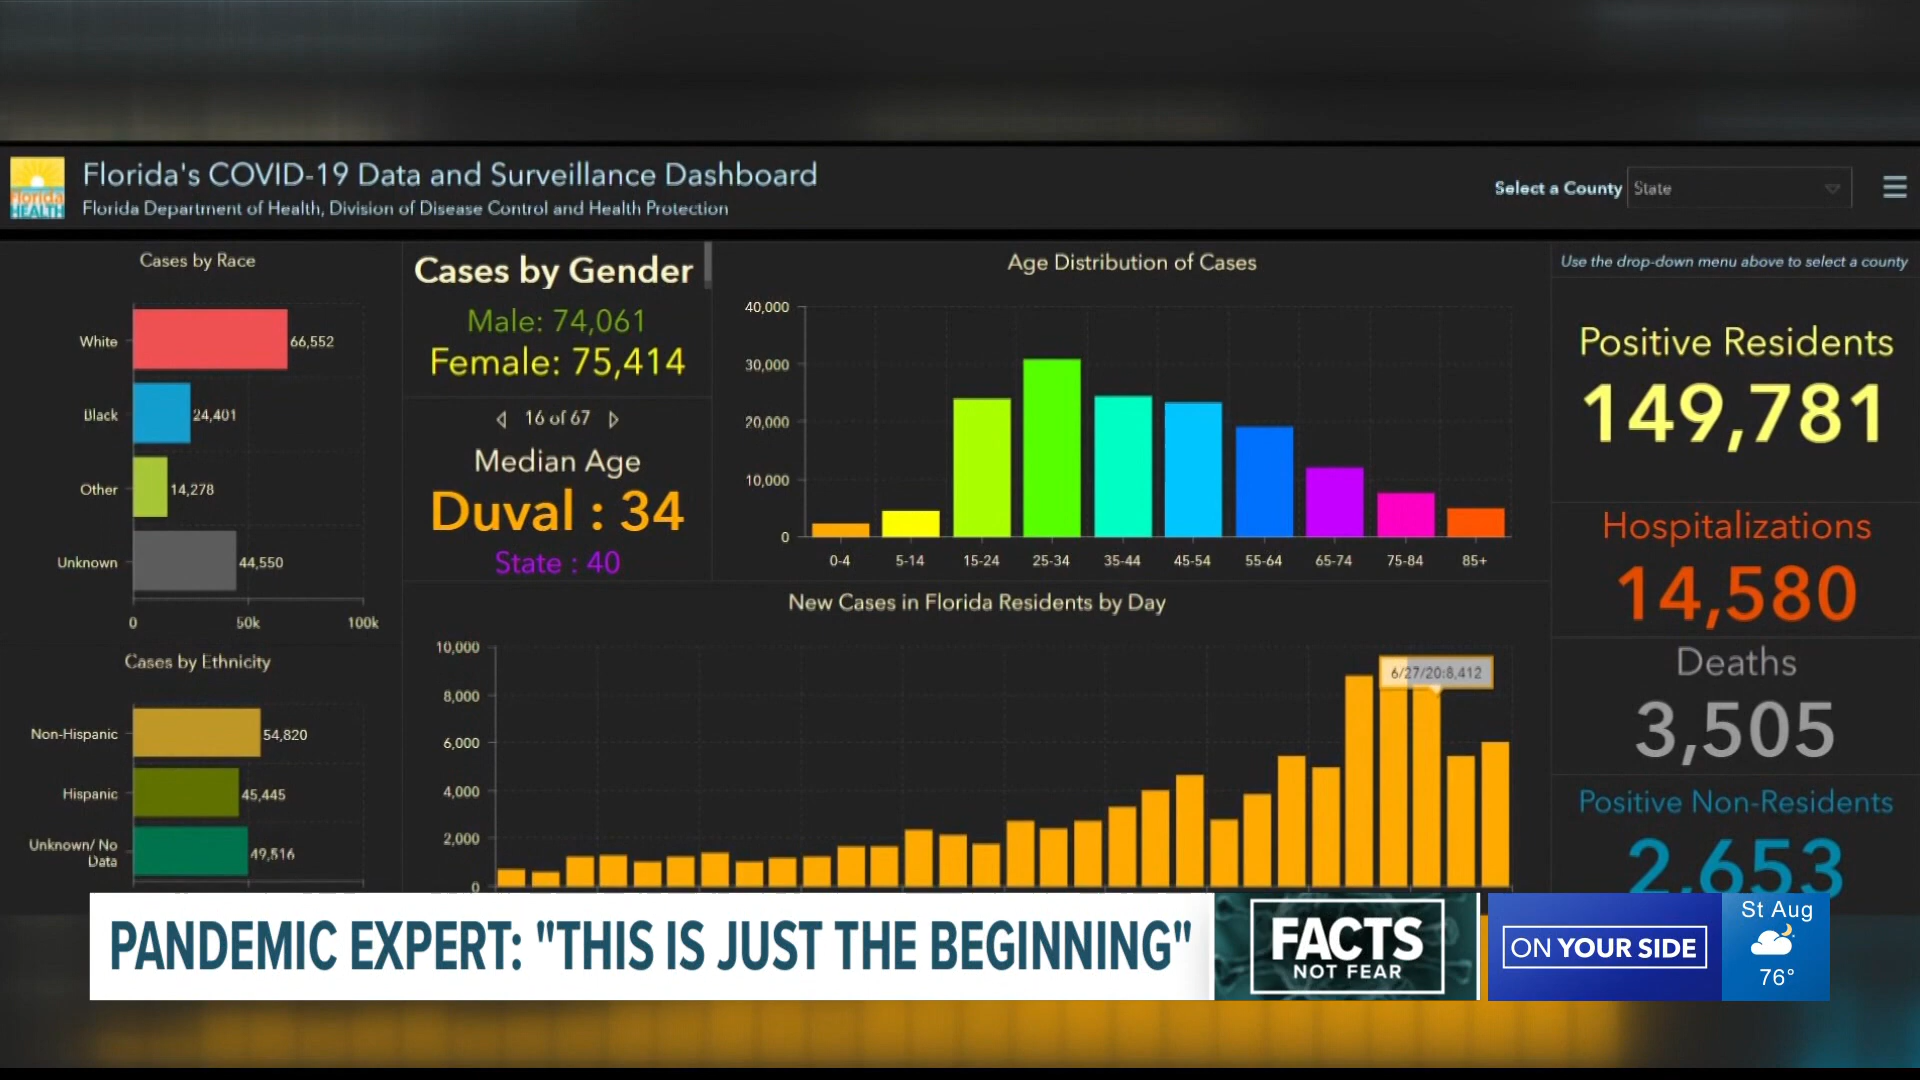 Florida HEALTH
Florida's COVID-19 Data and Surveillance Dashboard
Florida Department of Health, Division of Disease Control and Health Protection
Select a County State
Cases by Race
White 66,552
Black 24,401
Other 14,278
Unknown 44,550
0 50k 100k
Cases by Ethnicity
Non-Hispanic 54,820
Hispanic 45,445
Unknown/ No
Data
49,516
Cases by Gender
Male: 74,061
Female: 75,414
16 of 67
Median Age
Duval : 34
State : 40
Age Distribution of Cases
40,000
30,000
20,000
10,000
0
0-4 5-14 15-24 25-34 35-44 45-54 55-64 65-74 75-84 85+
New Cases in Florida Residents by Day
10,000
8,000
6,000
4,000
2,000
0
6/27/20:8,412
Use the drop-down menu above to select a county
Positive Residents
149,781
Hospitalizations
14,580
Deaths
3,505
Positive Non-Residents
2,653
PANDEMIC EXPERT: "THIS IS JUST THE BEGINNING"
FACTS
NOT FEAR
ON YOUR SIDE
St Aug
76°